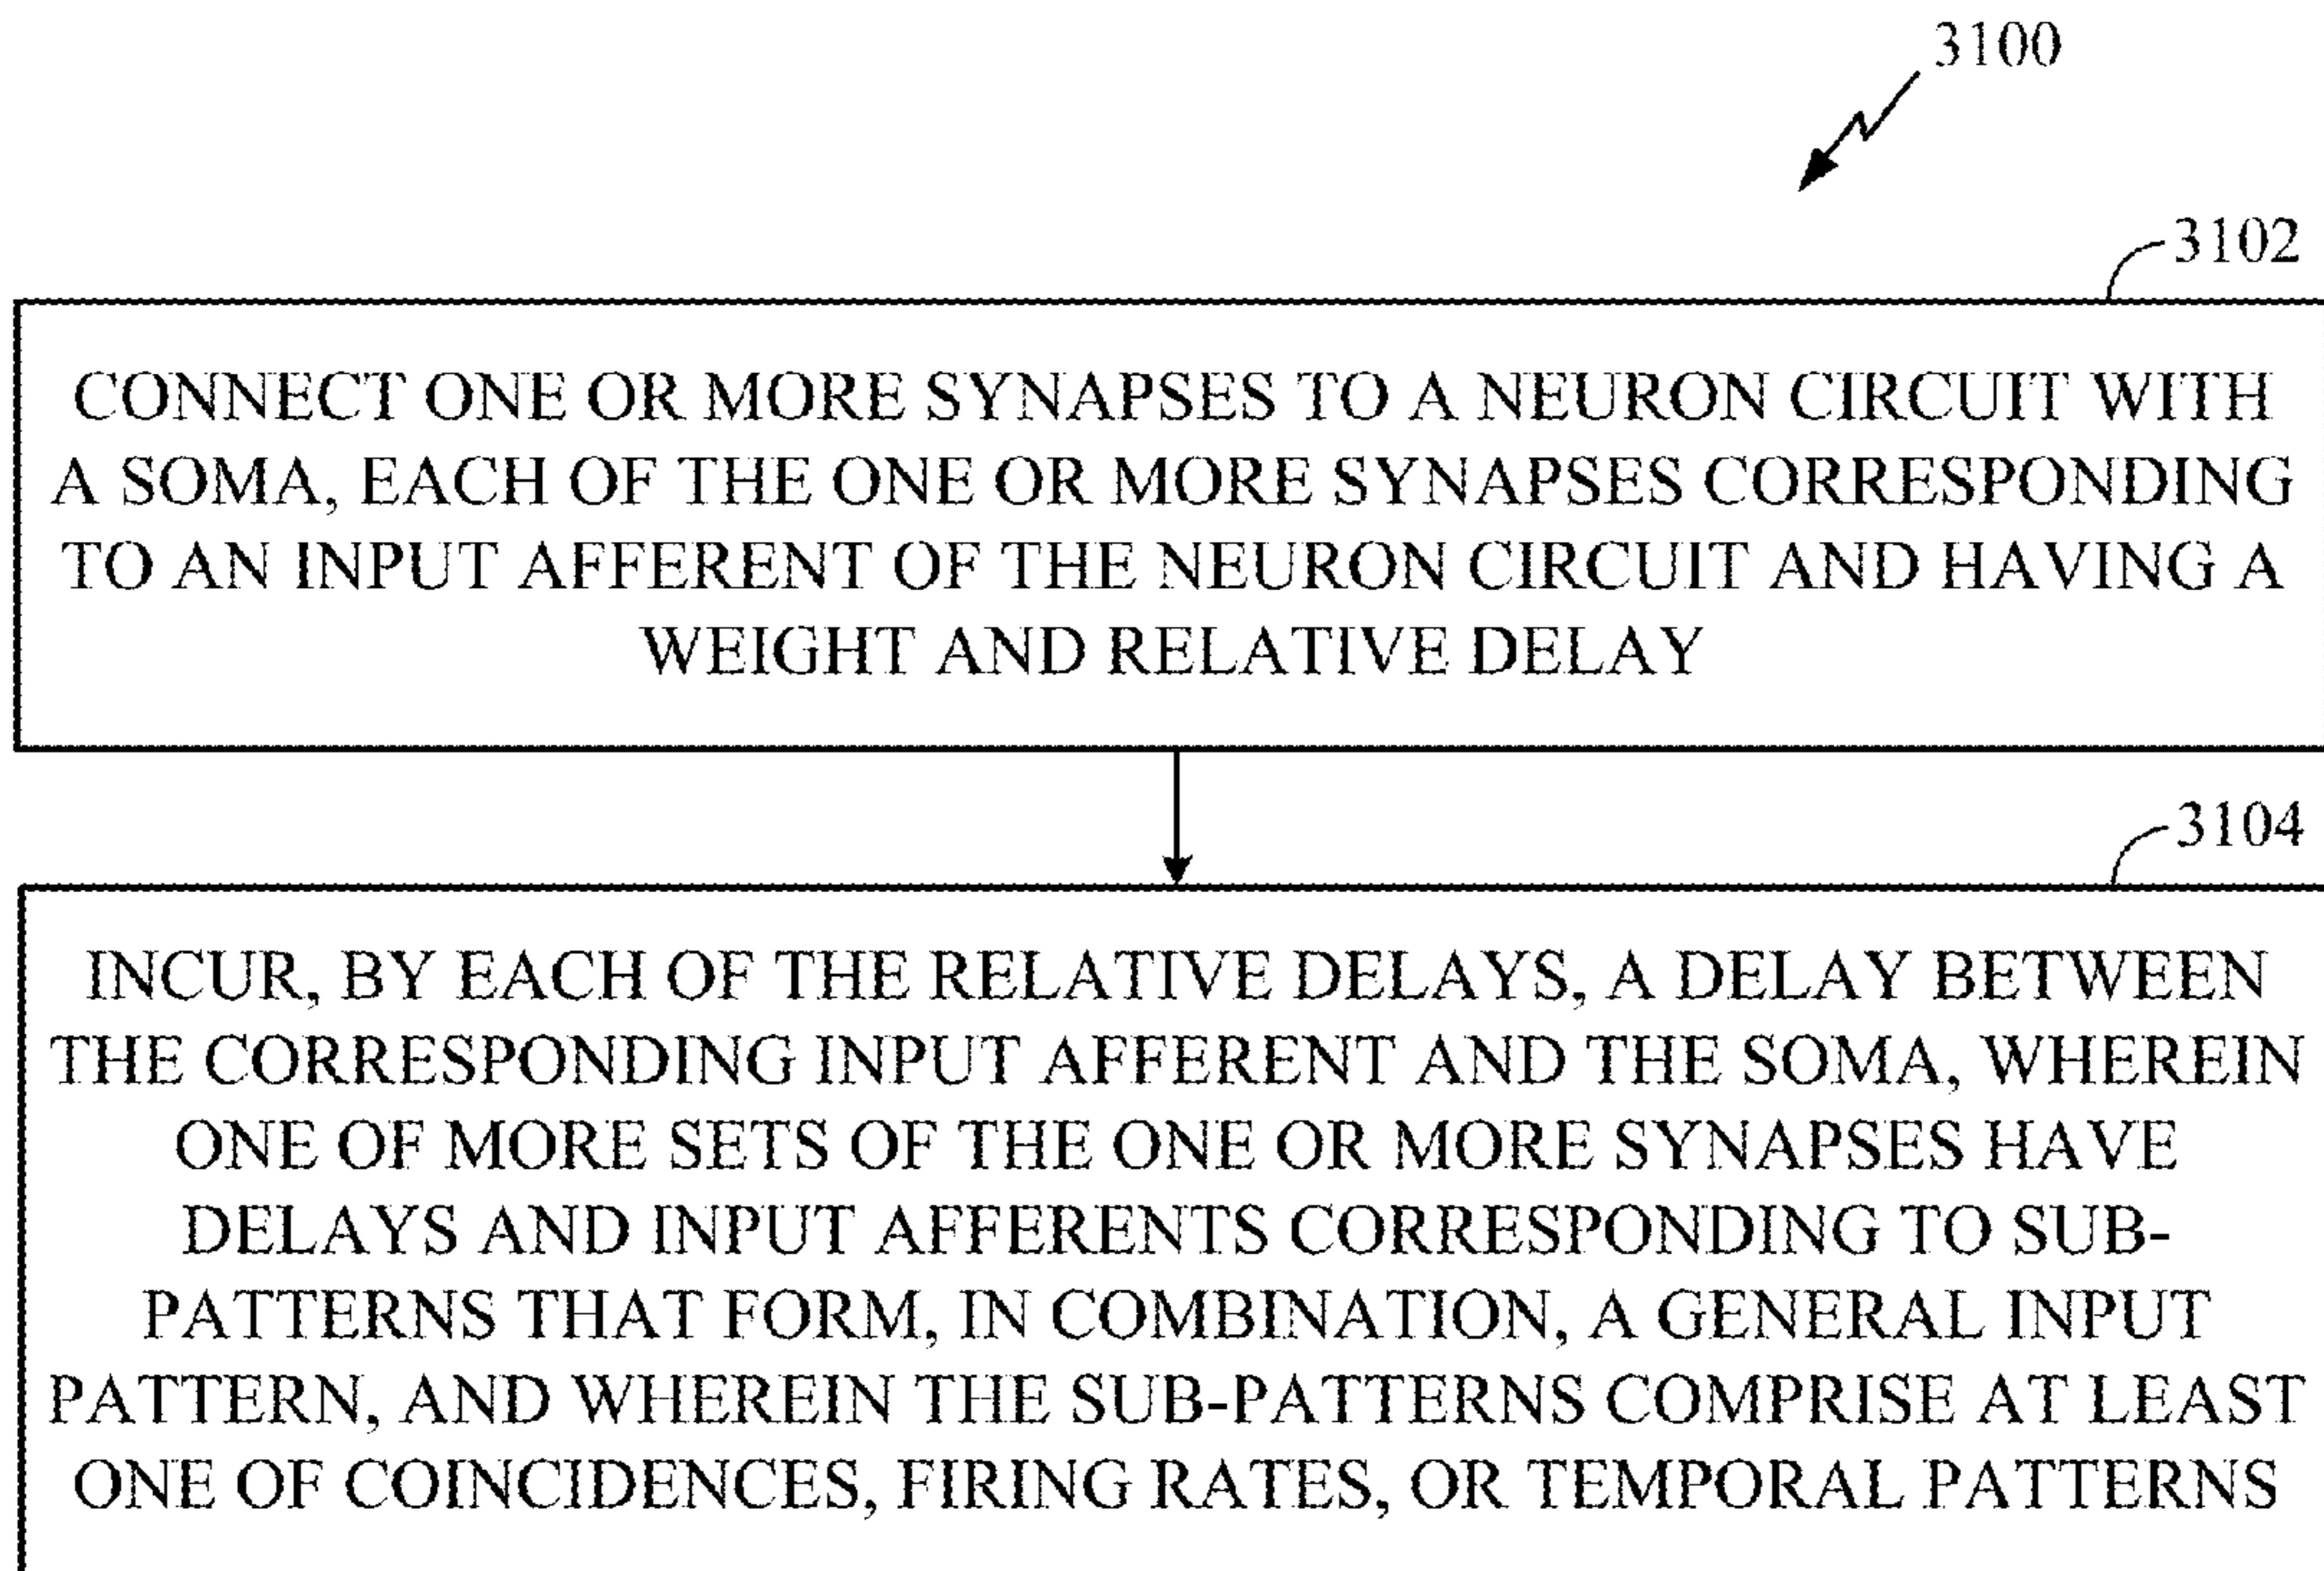 3100
3102
CONNECT ONE OR MORE SYNAPSES TO A NEURON CIRCUIT WITH
A SOMA, EACH OF THE ONE OR MORE SYNAPSES CORRESPONDING
TO AN INPUT AFFERENT OF THE NEURON CIRCUIT AND HAVING A
WEIGHT AND RELATIVE DELAY
3104
INCUR, BY EACH OF THE RELATIVE DELAYS, A DELAY BETWEEN
THE CORRESPONDING INPUT AFFERENT AND THE SOMA, WHEREIN
ONE OF MORE SETS OF THE ONE OR MORE SYNAPSES HAVE
DELAYS AND INPUT AFFERENTS CORRESPONDING TO SUB-
PATTERNS THAT FORM, IN COMBINATION, A GENERAL INPUT
PATTERN, AND WHEREIN THE SUB-PATTERNS COMPRISE AT LEAST
ONE OF COINCIDENCES, FIRING RATES, OR TEMPORAL PATTERNS